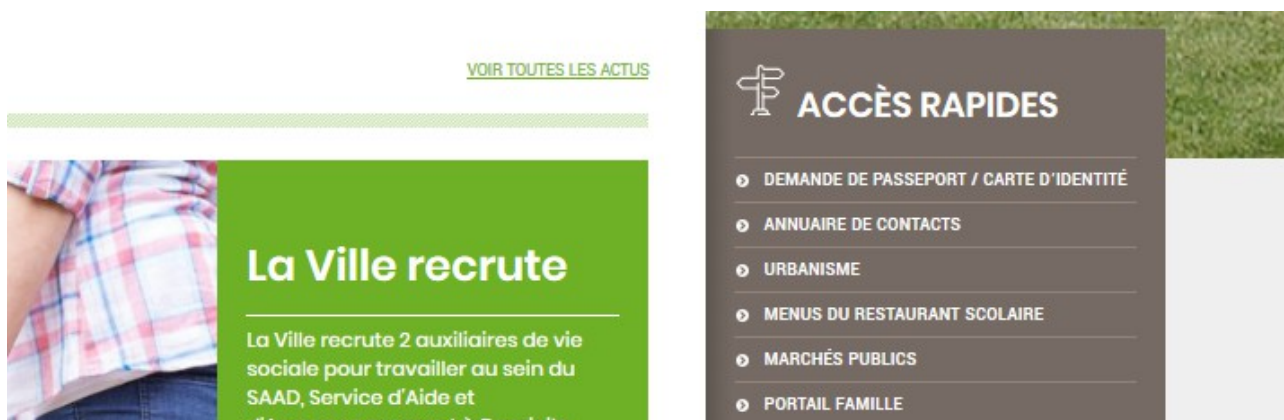 VOIR TOUTES LES ACTUS
La Ville recrute
La Ville recrute 2 auxiliaires de vie
sociale pour travailler au sein du
SAAD, Service d'Aide et
ACCÈS RAPIDES
DEMANDE DE PASSEPORT / CARTE D'IDENTITÉ
ANNUAIRE DE CONTACTS
URBANISME
MENUS DU RESTAURANT SCOLAIRE
MARCHÉS PUBLICS
PORTAIL FAMILLE